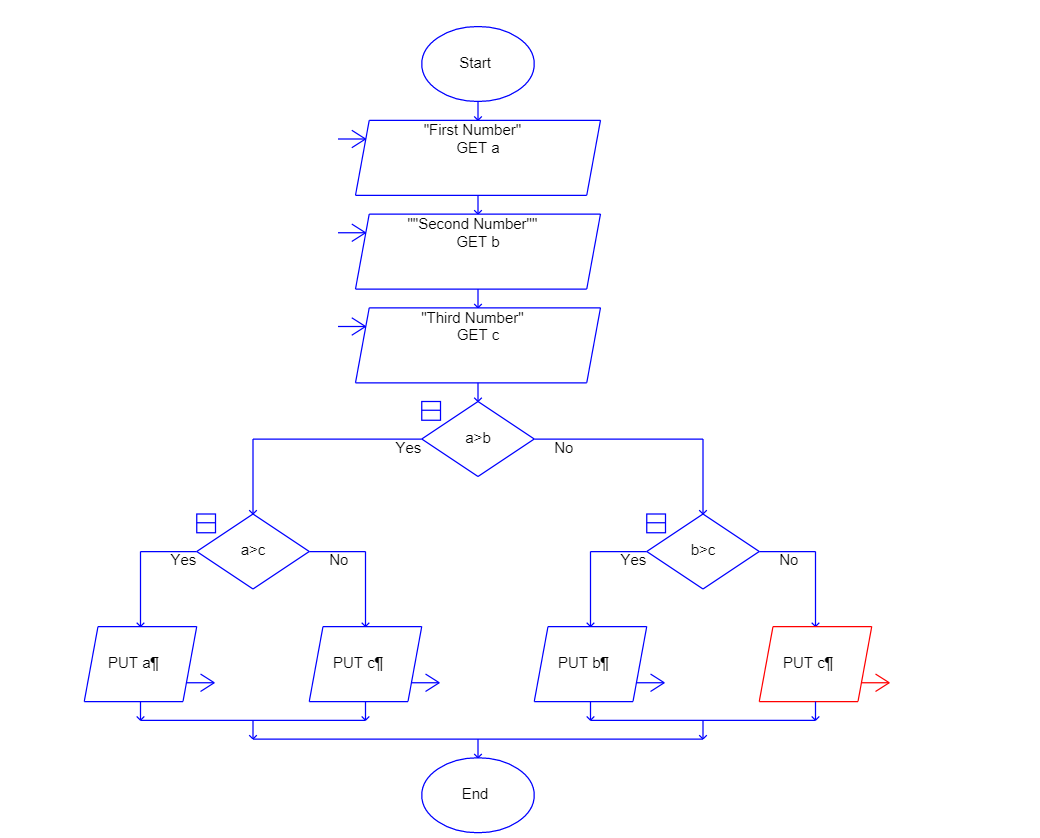 Start
"First Number"
GET a
""Second Number""
GET b
"Third Number"
GET c
a>b
Yes
No
a>c
Yes
No
b>c
Yes
No
PUT a¶
PUT c¶
PUT b¶
PUT c¶
End